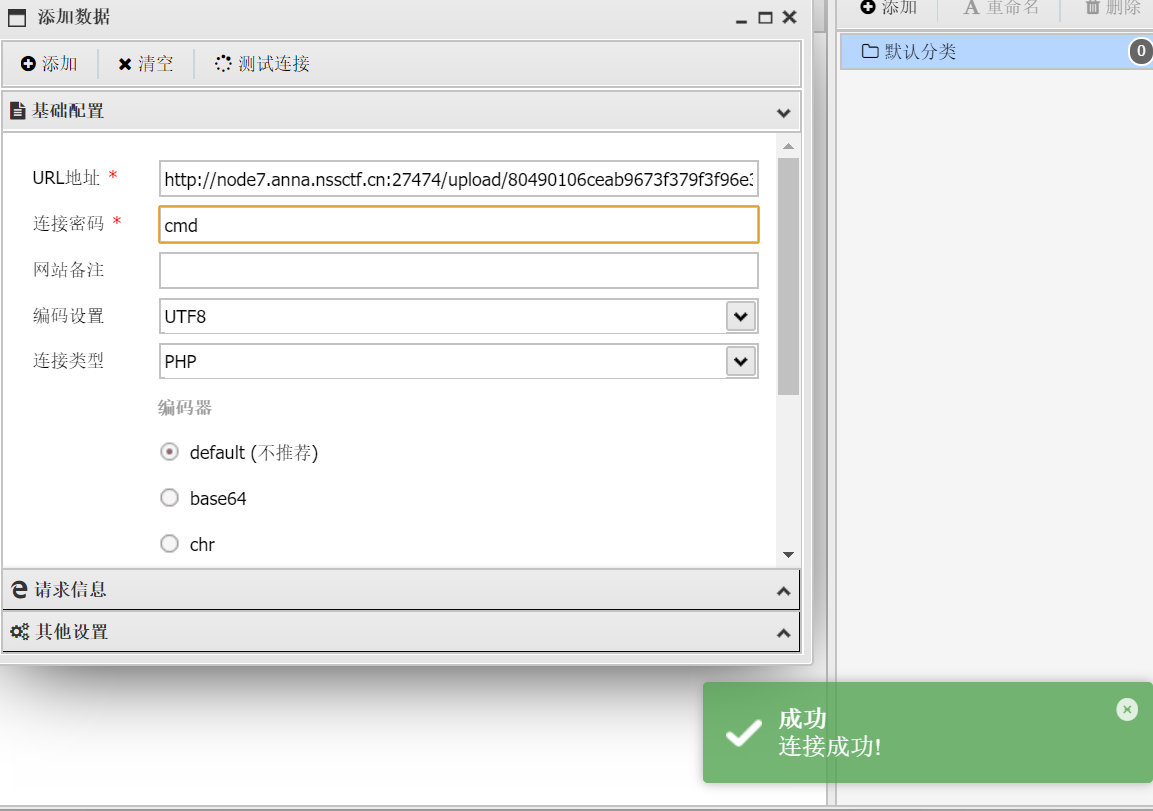 添加数据
添加 清空 测试连接
基础配置
URL地址 *
http://node7.anna.nssctf.cn:27474/upload/80490106ceab9673f379f3f96e3
连接密码 *
cmd
网站备注
编码设置
UTF8
连接类型
PHP
编码器
default (不推荐)
base64
chr
请求信息
其他设置
添加 重命名 删除
默认分类
0
成功
连接成功!